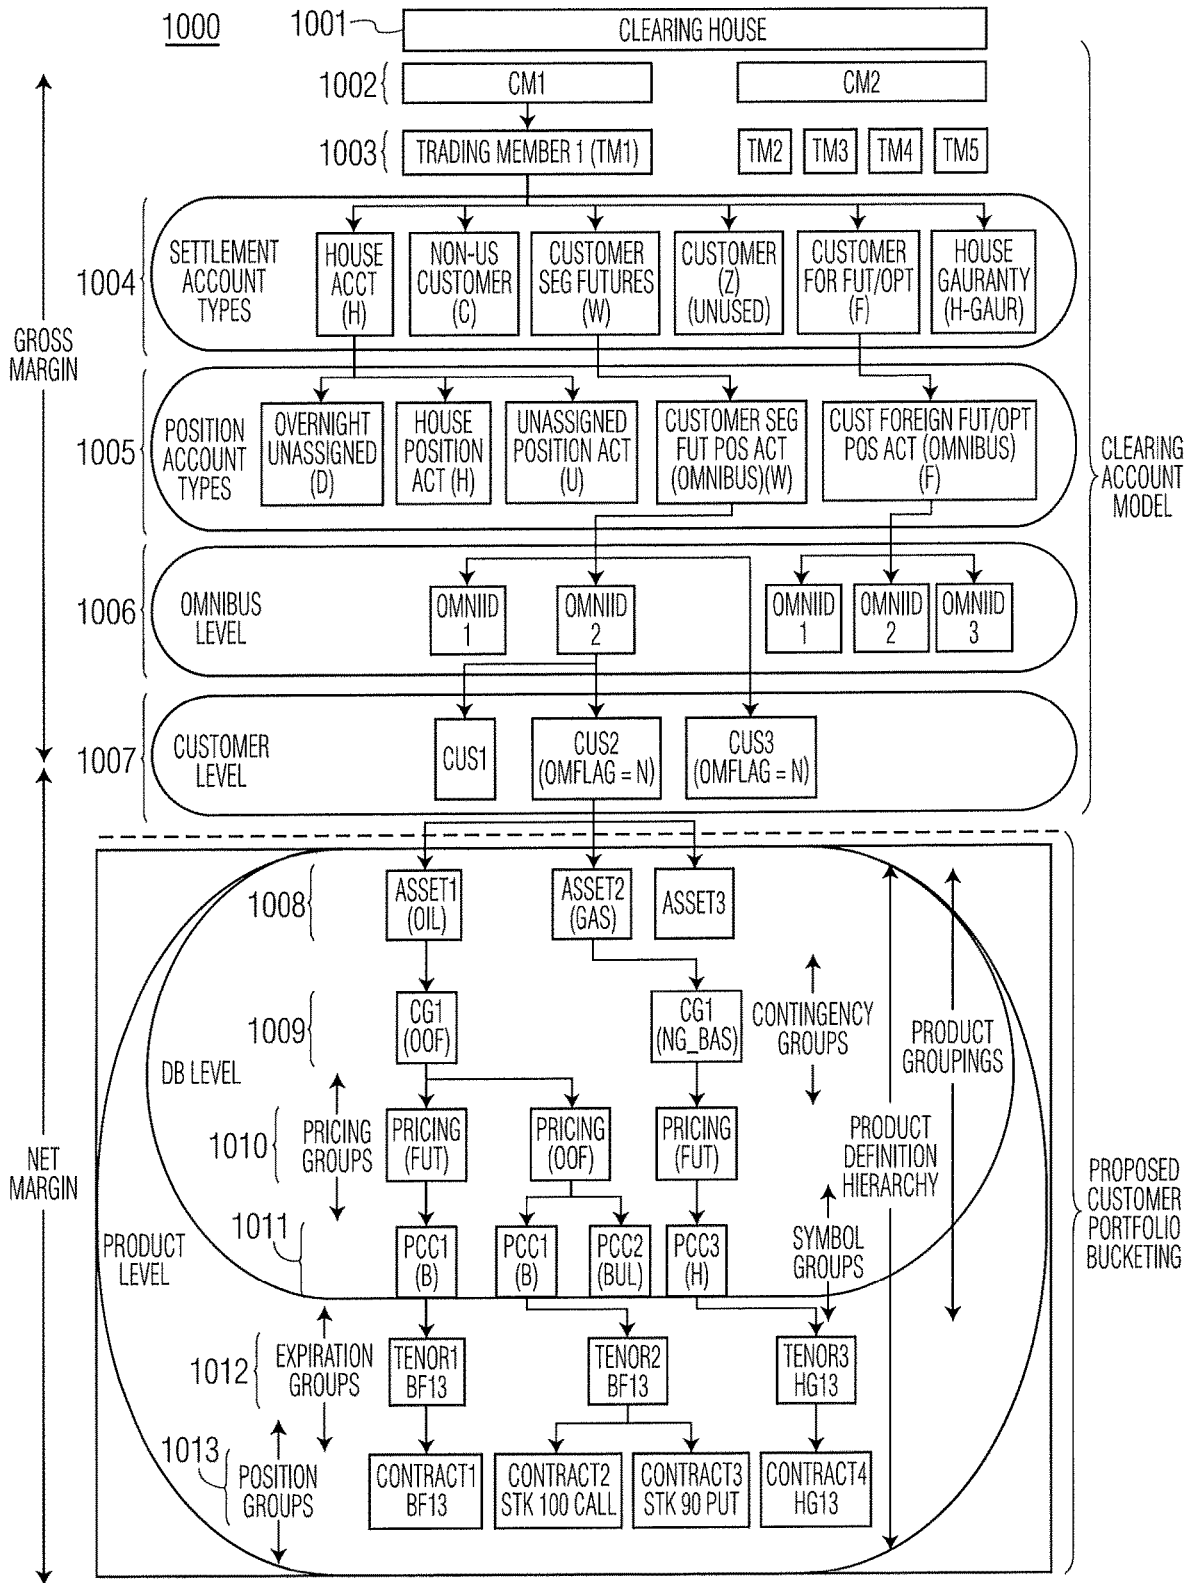 1000
1001
CLEARING HOUSE
1002
CM1
CM2
1003
TRADING MEMBER 1 (TM1)
TM2
TM3
TM4
TM5
1004
SETTLEMENT
ACCOUNT
TYPES
HOUSE
ACCT
(H)
NON-US
CUSTOMER
(C)
CUSTOMER
SEG FUTURES
(W)
CUSTOMER
(Z)
(UNUSED)
CUSTOMER
FOR FUT/OPT
(F)
HOUSE
GAURANTY
(H-GAUR)
GROSS
MARGIN
1005
POSITION
ACCOUNT
TYPES
OVERNIGHT
UNASSIGNED
(D)
HOUSE
POSITION
ACT (H)
UNASSIGNED
POSITION ACT
(U)
CUSTOMER SEG
FUT POS ACT
(OMNIBUS)(W)
CUST FOREIGN FUT/OPT
POS ACT (OMNIBUS)
(F)
CLEARING
ACCOUNT
MODEL
1006
OMNIBUS
LEVEL
OMNIID
1
OMNIID
2
OMNIID
1
OMNIID
2
OMNIID
3
1007
CUSTOMER
LEVEL
CUS1
CUS2
(OMFLAG = N)
CUS3
(OMFLAG = N)
1008
ASSET1
(OIL)
ASSET2
(GAS)
ASSET3
1009
CG1
(OOF)
CG1
(NG_BAS)
CONTINGENCY
GROUPS
PRODUCT
GROUPINGS
DB LEVEL
1010
PRICING
GROUPS
PRICING
(FUT)
PRICING
(OOF)
PRICING
(FUT)
PRODUCT
DEFINITION
HIERARCHY
NET
MARGIN
PROPOSED
CUSTOMER
PORTFOLIO
BUCKETING
1011
PRODUCT
LEVEL
PCC1
(B)
PCC1
(B)
PCC2
(BUL)
PCC3
(H)
SYMBOL
GROUPS
1012
EXPIRATION
GROUPS
TENOR1
BF13
TENOR2
BF13
TENOR3
HG13
1013
POSITION
GROUPS
CONTRACT1
BF13
CONTRACT2
STK 100 CALL
CONTRACT3
STK 90 PUT
CONTRACT4
HG13